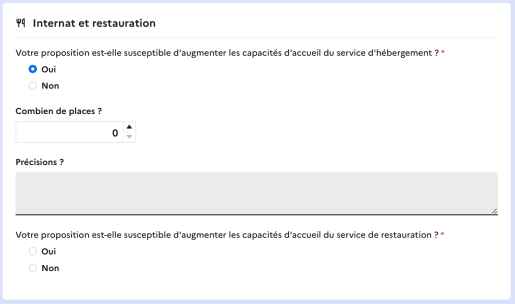 Internat et restauration
Votre proposition est-elle susceptible d'augmenter les capacités d'accueil du service d'hébergement ? *
Oui
Non
Combien de places ?
0
Précisions ?
Votre proposition est-elle susceptible d'augmenter les capacités d'accueil du service de restauration ? *
Oui
Non